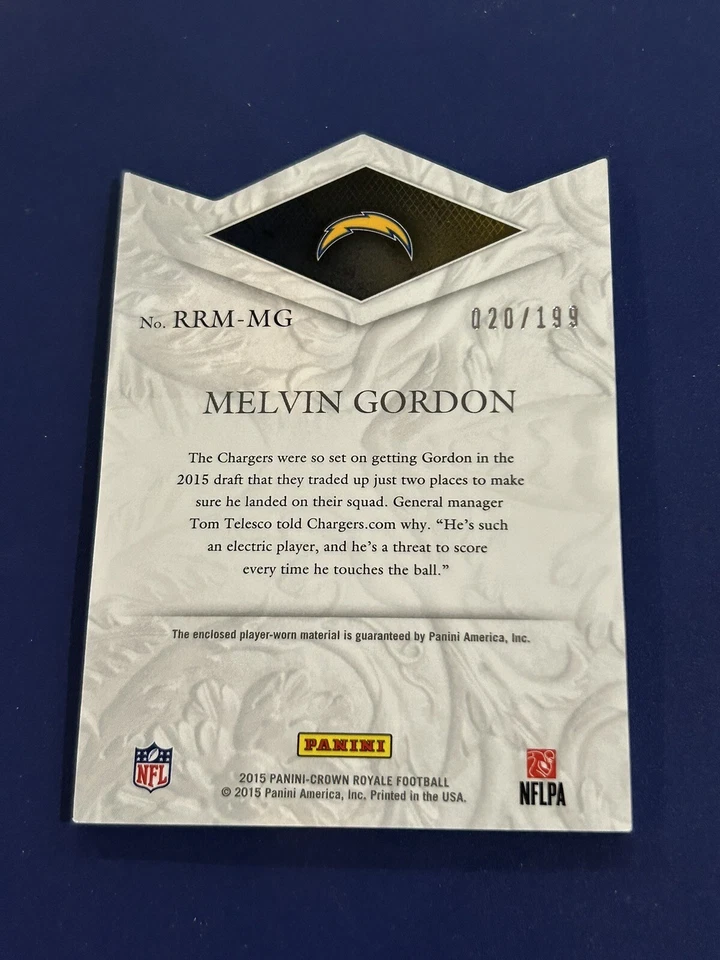 No. RRM-MG 020/199
MELVIN GORDON
The Chargers were so set on getting Gordon in the
2015 draft that they traded up just two places to make
sure he landed on their squad. General manager
Tom Telesco told Chargers.com why. “He’s such
an electric player, and he’s a threat to score
every time he touches the ball.”
The enclosed player-worn material is guaranteed by Panini America, Inc.
PANINI
NFL
2015 PANINI-CROWN ROYALE FOOTBALL
© 2015 Panini America, Inc. Printed in the USA.
NFLPA